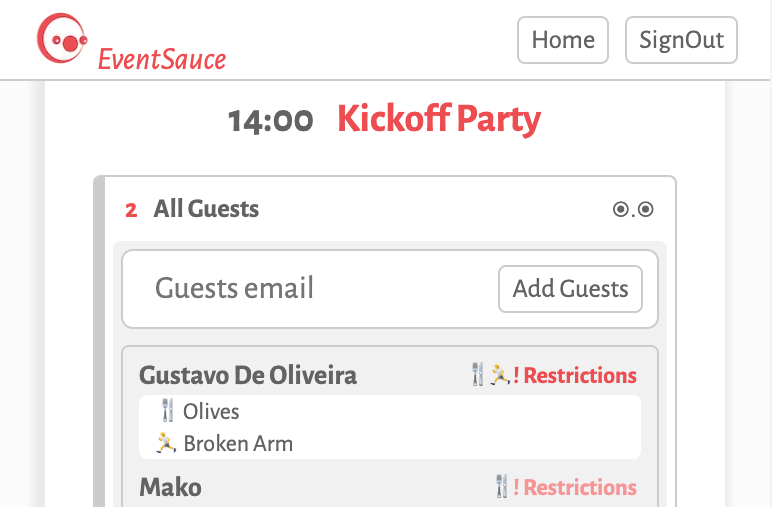 EventSauce
Home
SignOut
14:00 Kickoff Party
2 All Guests ◉.◉
Guests email
Add Guests
Gustavo De Oliveira 🍴🏃! Restrictions
🍴 Olives
🏃 Broken Arm
Mako 🍴! Restrictions